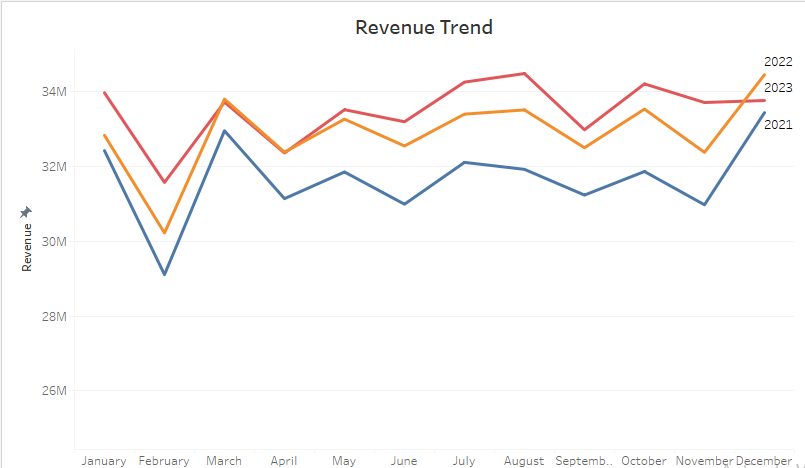 Revenue Trend
2022
34M
2023
2021
32M
Revenue
30M
28M
26M
January February March April May June July August Septemb.. October November December